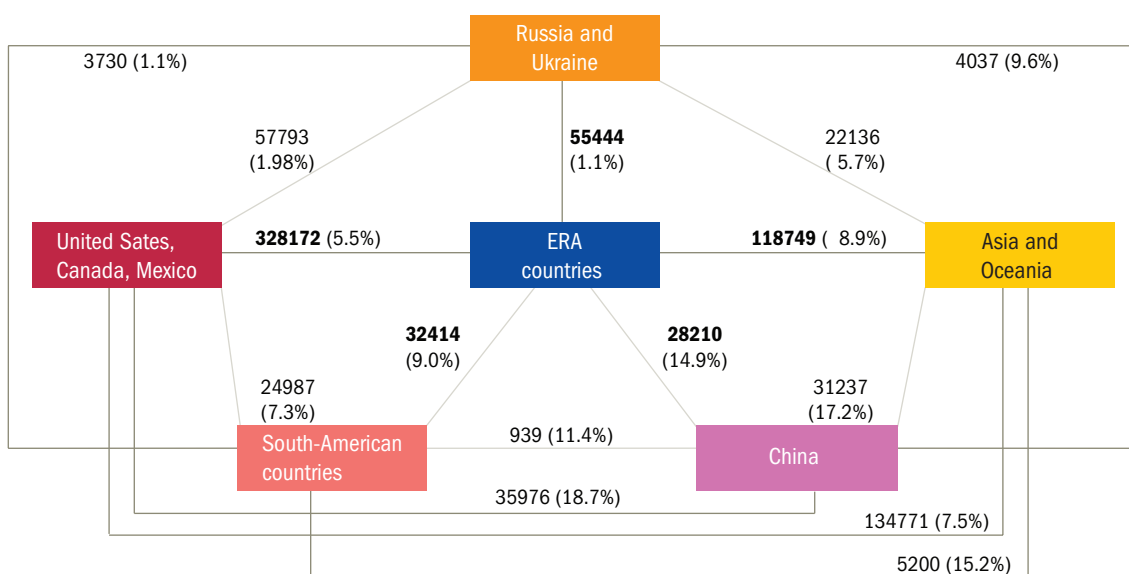 Russia and
Ukraine
3730 (1.1%)
4037 (9.6%)
57793
(1.98%)
55444
(1.1%)
22136
( 5.7%)
United Sates,
Canada, Mexico
328172 (5.5%)
ERA
countries
118749 ( 8.9%)
Asia and
Oceania
32414
(9.0%)
28210
(14.9%)
24987
(7.3%)
31237
(17.2%)
South-American
countries
939 (11.4%)
China
35976 (18.7%)
134771 (7.5%)
5200 (15.2%)